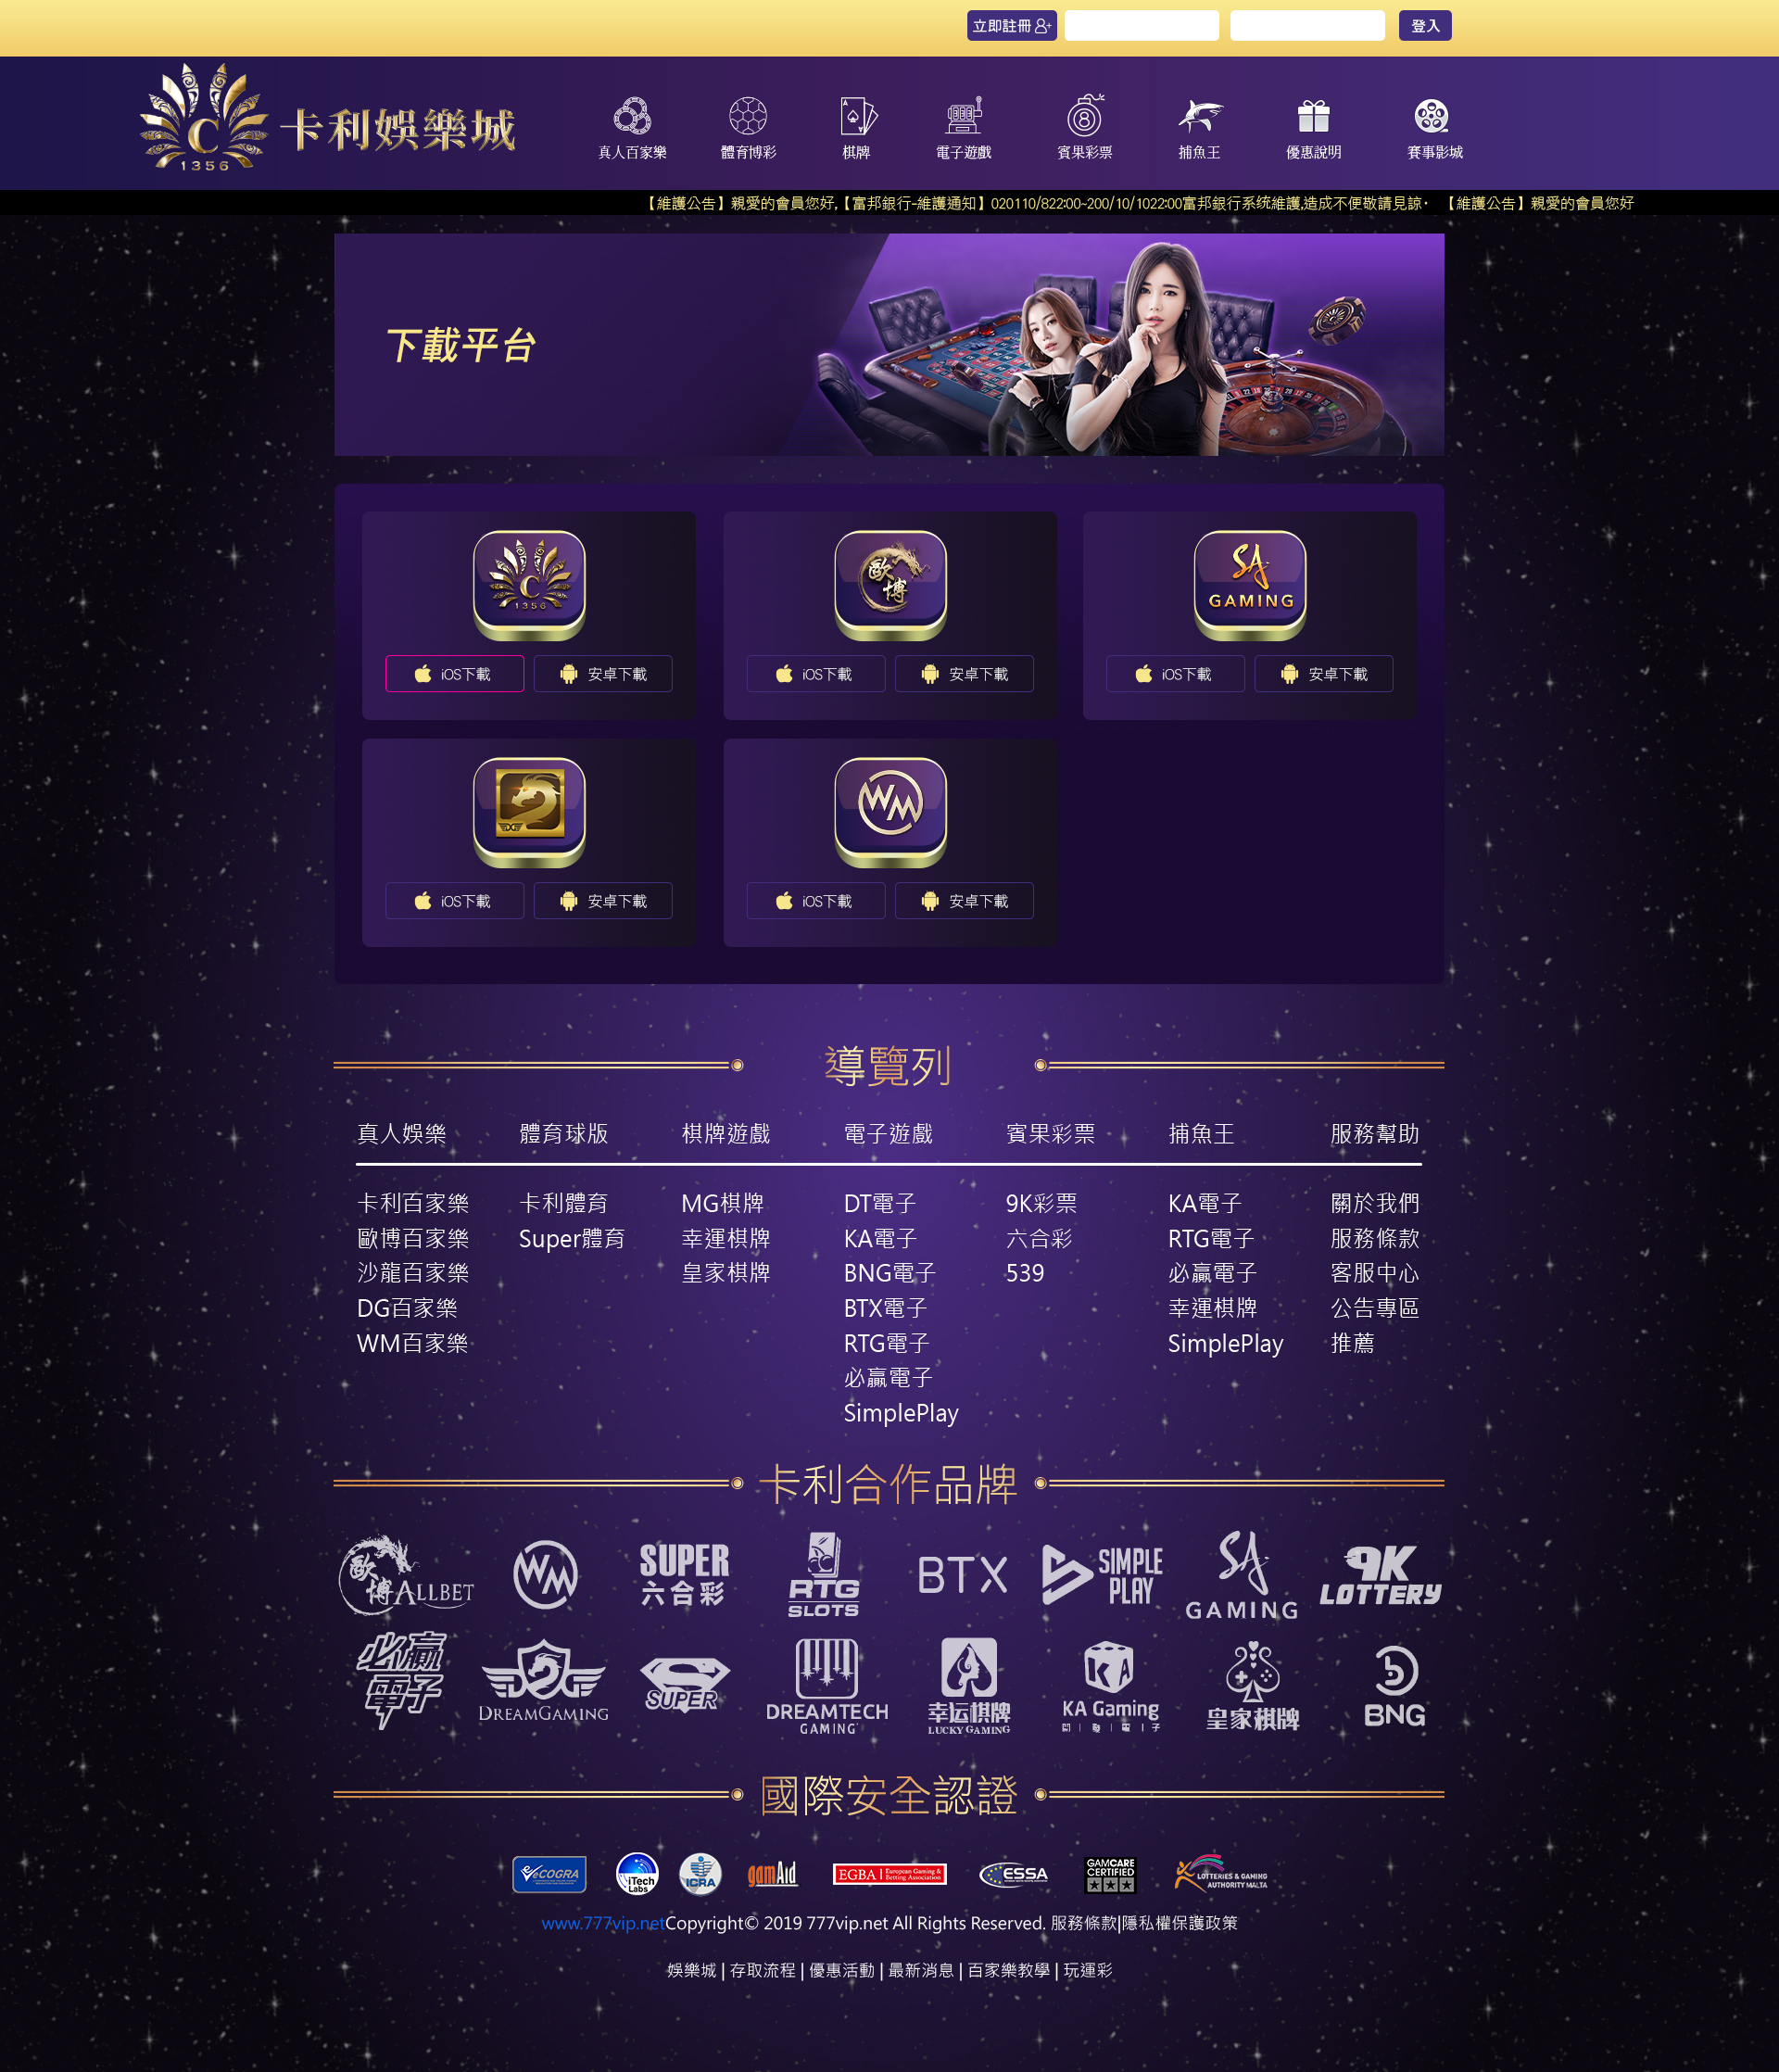 立即註冊
登入
卡利娛樂城
C
1356
真人百家樂
體育博彩
棋牌
電子遊戲
賓果彩票
捕魚王
優惠說明
賽事影城
【維護公告】親愛的會員您好,【富邦銀行-維護通知】020110/822:00~200/10/1022:00富邦銀行系統維護,造成不便敬請見諒・ 【維護公告】親愛的會員您好
下載平台
C
1356
iOS下載
安卓下載
歐博
iOS下載
安卓下載
SA
GAMING
iOS下載
安卓下載
DG
iOS下載
安卓下載
WM
iOS下載
安卓下載
導覽列
真人娛樂 體育球版 棋牌遊戲 電子遊戲 賓果彩票 捕魚王 服務幫助
卡利百家樂 卡利體育 MG棋牌 DT電子 9K彩票 KA電子 關於我們
歐博百家樂 Super體育 幸運棋牌 KA電子 六合彩 RTG電子 服務條款
沙龍百家樂 皇家棋牌 BNG電子 539 必贏電子 客服中心
DG百家樂 BTX電子 幸運棋牌 公告專區
WM百家樂 RTG電子 SimplePlay 推薦
必贏電子
SimplePlay
卡利合作品牌
歐博 ALLBET
WM
SUPER
六合彩
RTG
SLOTS
BTX
SIMPLE
PLAY
SA
GAMING
9K
LOTTERY
必贏
電子
DREAMGAMING
SUPER
DREAMTECH
GAMING
幸运棋牌
LUCKY GAMING
KA
KA Gaming
開|發|電|子
皇家棋牌
BNG
國際安全認證
eCOGRA
iTech
Labs
ICRA
gamAid
EGBA European Gaming &
Betting Association
ESSA
GAMCARE
CERTIFIED
LOTTERIES & GAMING
AUTHORITY MALTA
www.777vip.netCopyright© 2019 777vip.net All Rights Reserved. 服務條款|隱私權保護政策
娛樂城 | 存取流程 | 優惠活動 | 最新消息 | 百家樂教學 | 玩運彩